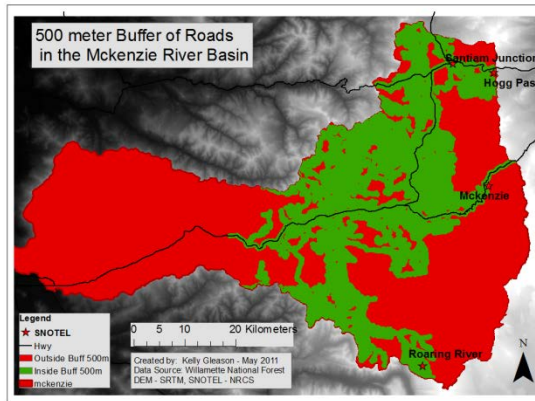 500 meter Buffer of Roads
in the Mckenzie River Basin
Santiam Junction
Hogg Pas
Mckenzie
Roaring River
N
Legend
SNOTEL
Hwy
Outside Buff 500m
Inside Buff 500m
mckenzie
0 5 10 20 Kilometers
Created by: Kelly Gleason - May 2011
Data Source: Willamette National Forest
DEM - SRTM, SNOTEL - NRCS